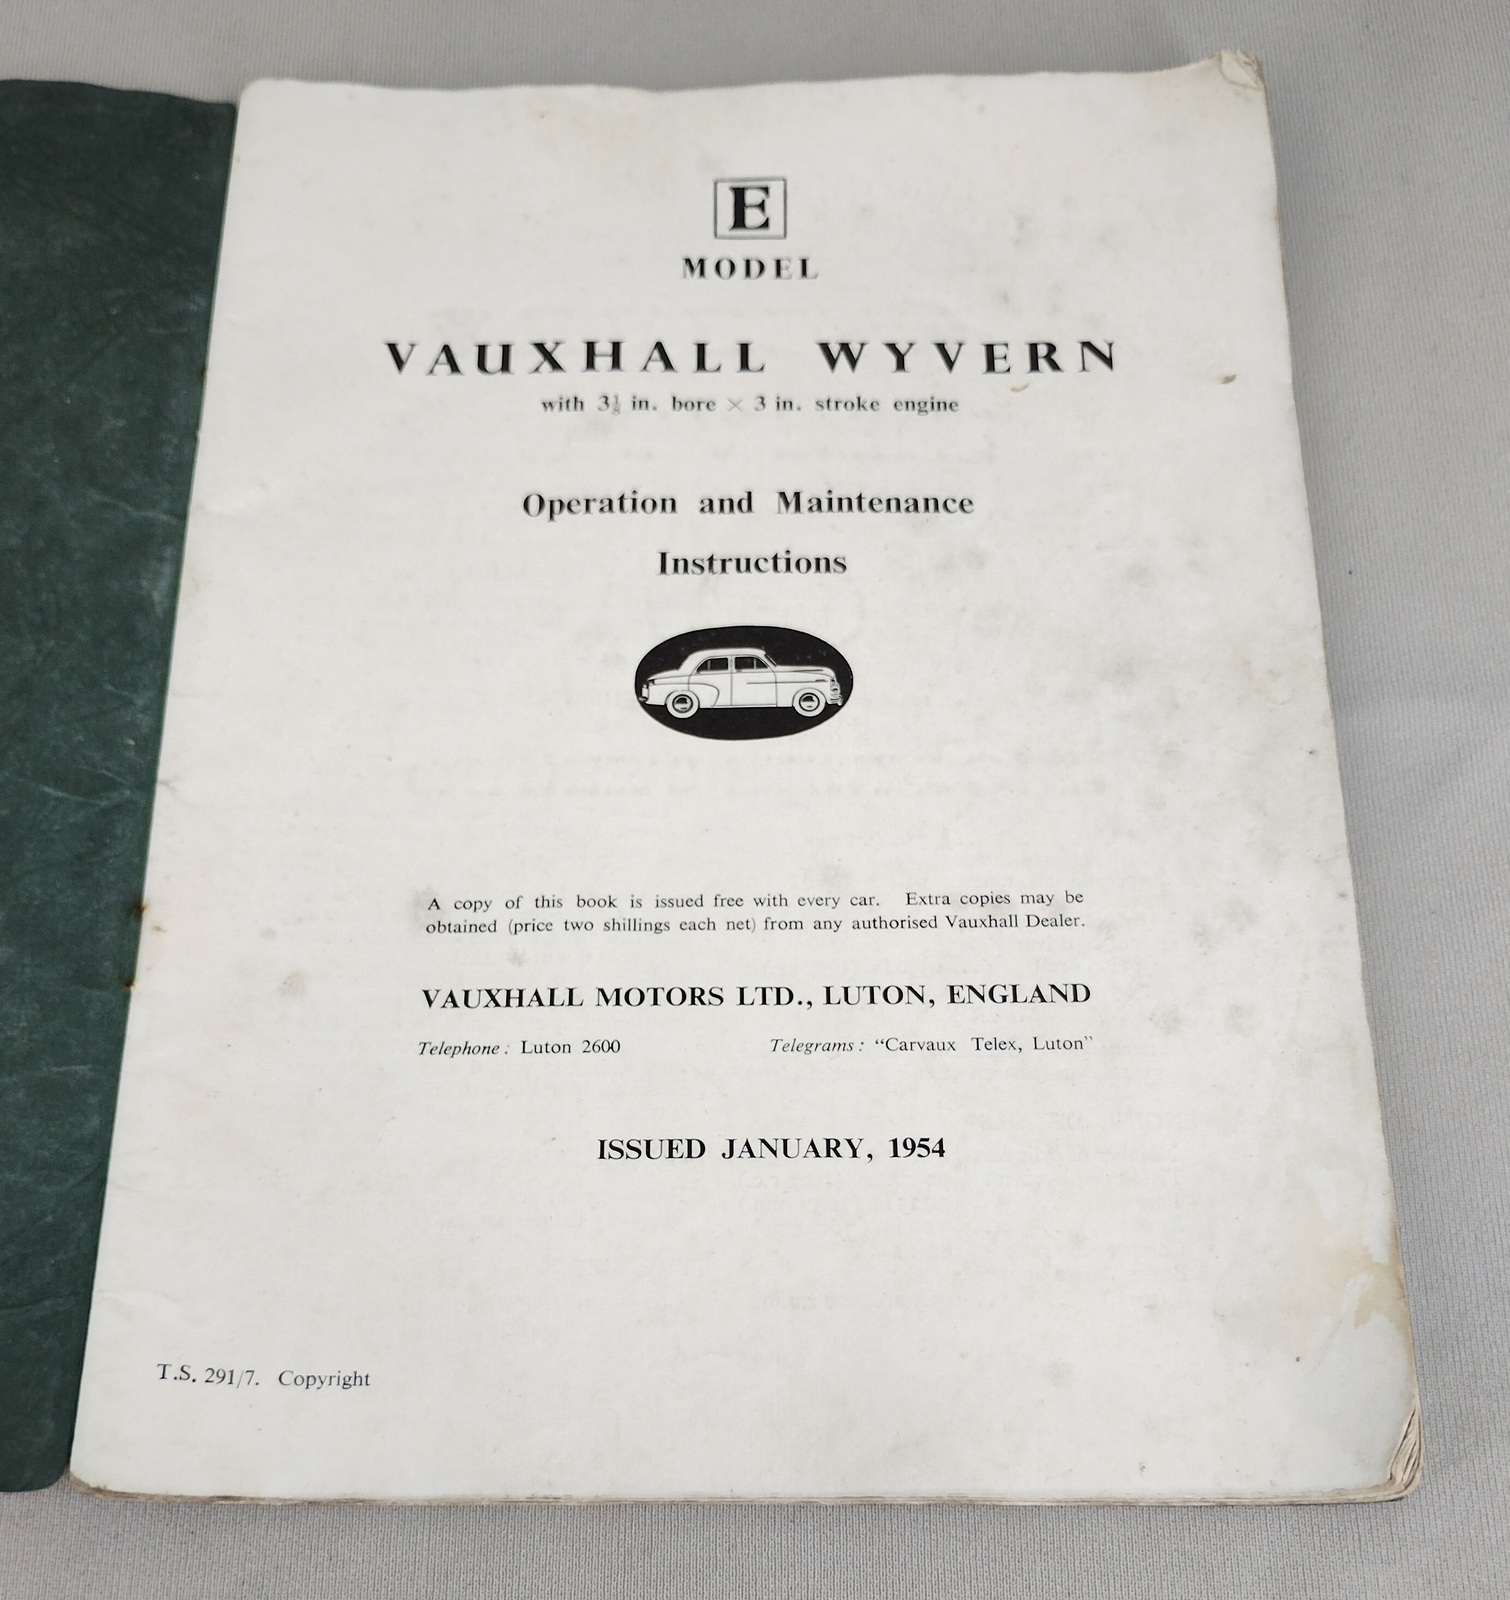 E
MODEL
VAUXHALL WYVERN
with 3⅛ in. bore × 3 in. stroke engine
Operation and Maintenance
Instructions
A copy of this book is issued free with every car. Extra copies may be
obtained (price two shillings each net) from any authorised Vauxhall Dealer.
VAUXHALL MOTORS LTD., LUTON, ENGLAND
Telephone: Luton 2600 Telegrams: "Carvaux Telex, Luton"
ISSUED JANUARY, 1954
T.S. 291/7. Copyright